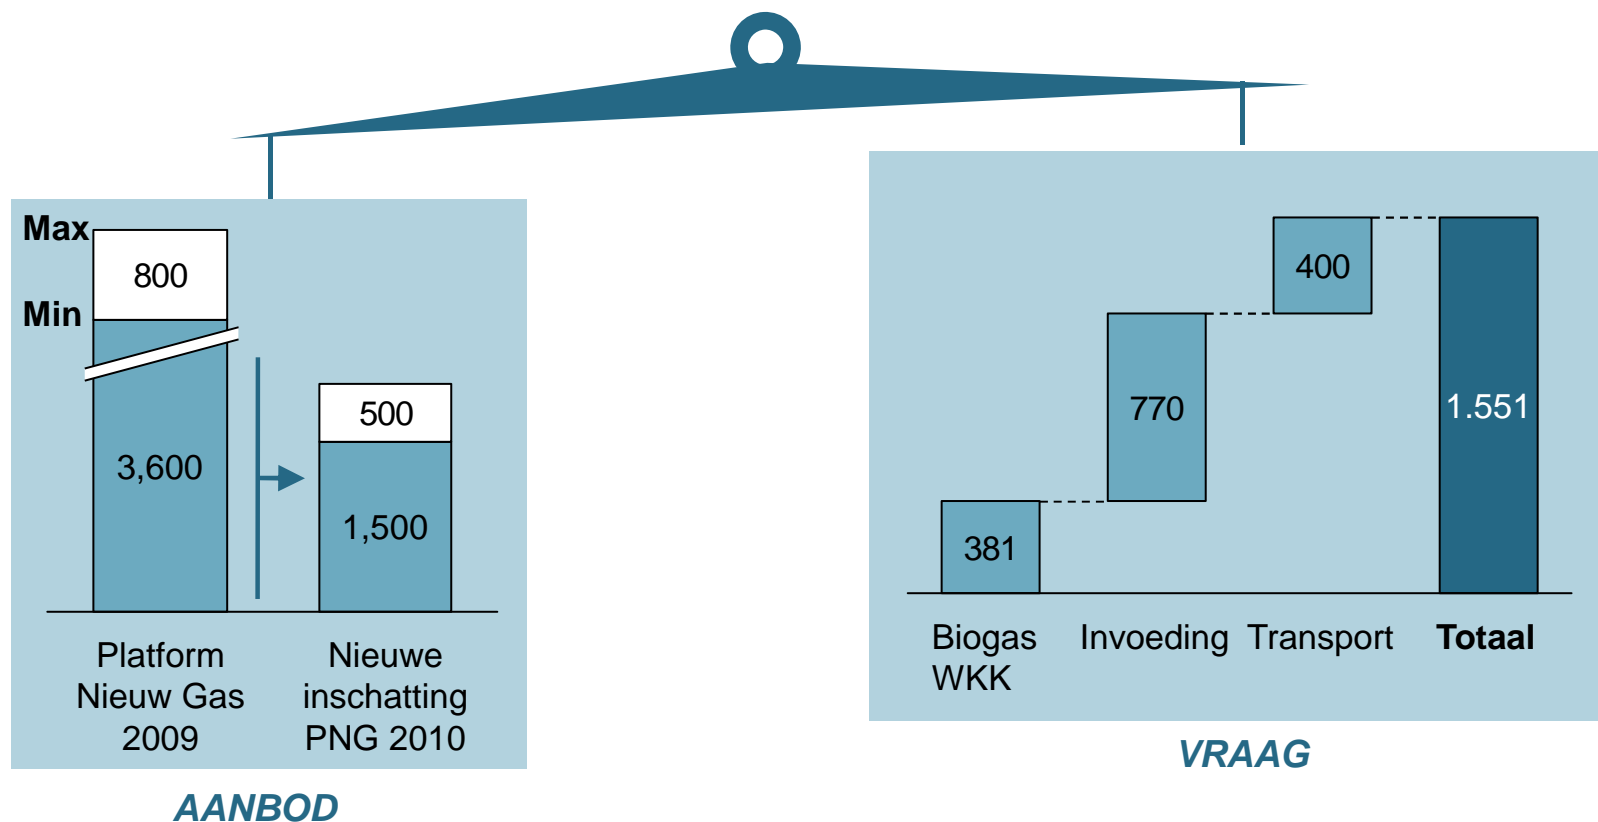 Max
800
Min
3,600
500
1,500
Platform
Nieuw Gas
2009
Nieuwe
inschatting
PNG 2010
AANBOD
400
770
1.551
381
Biogas
WKK
Invoeding
Transport
Totaal
VRAAG